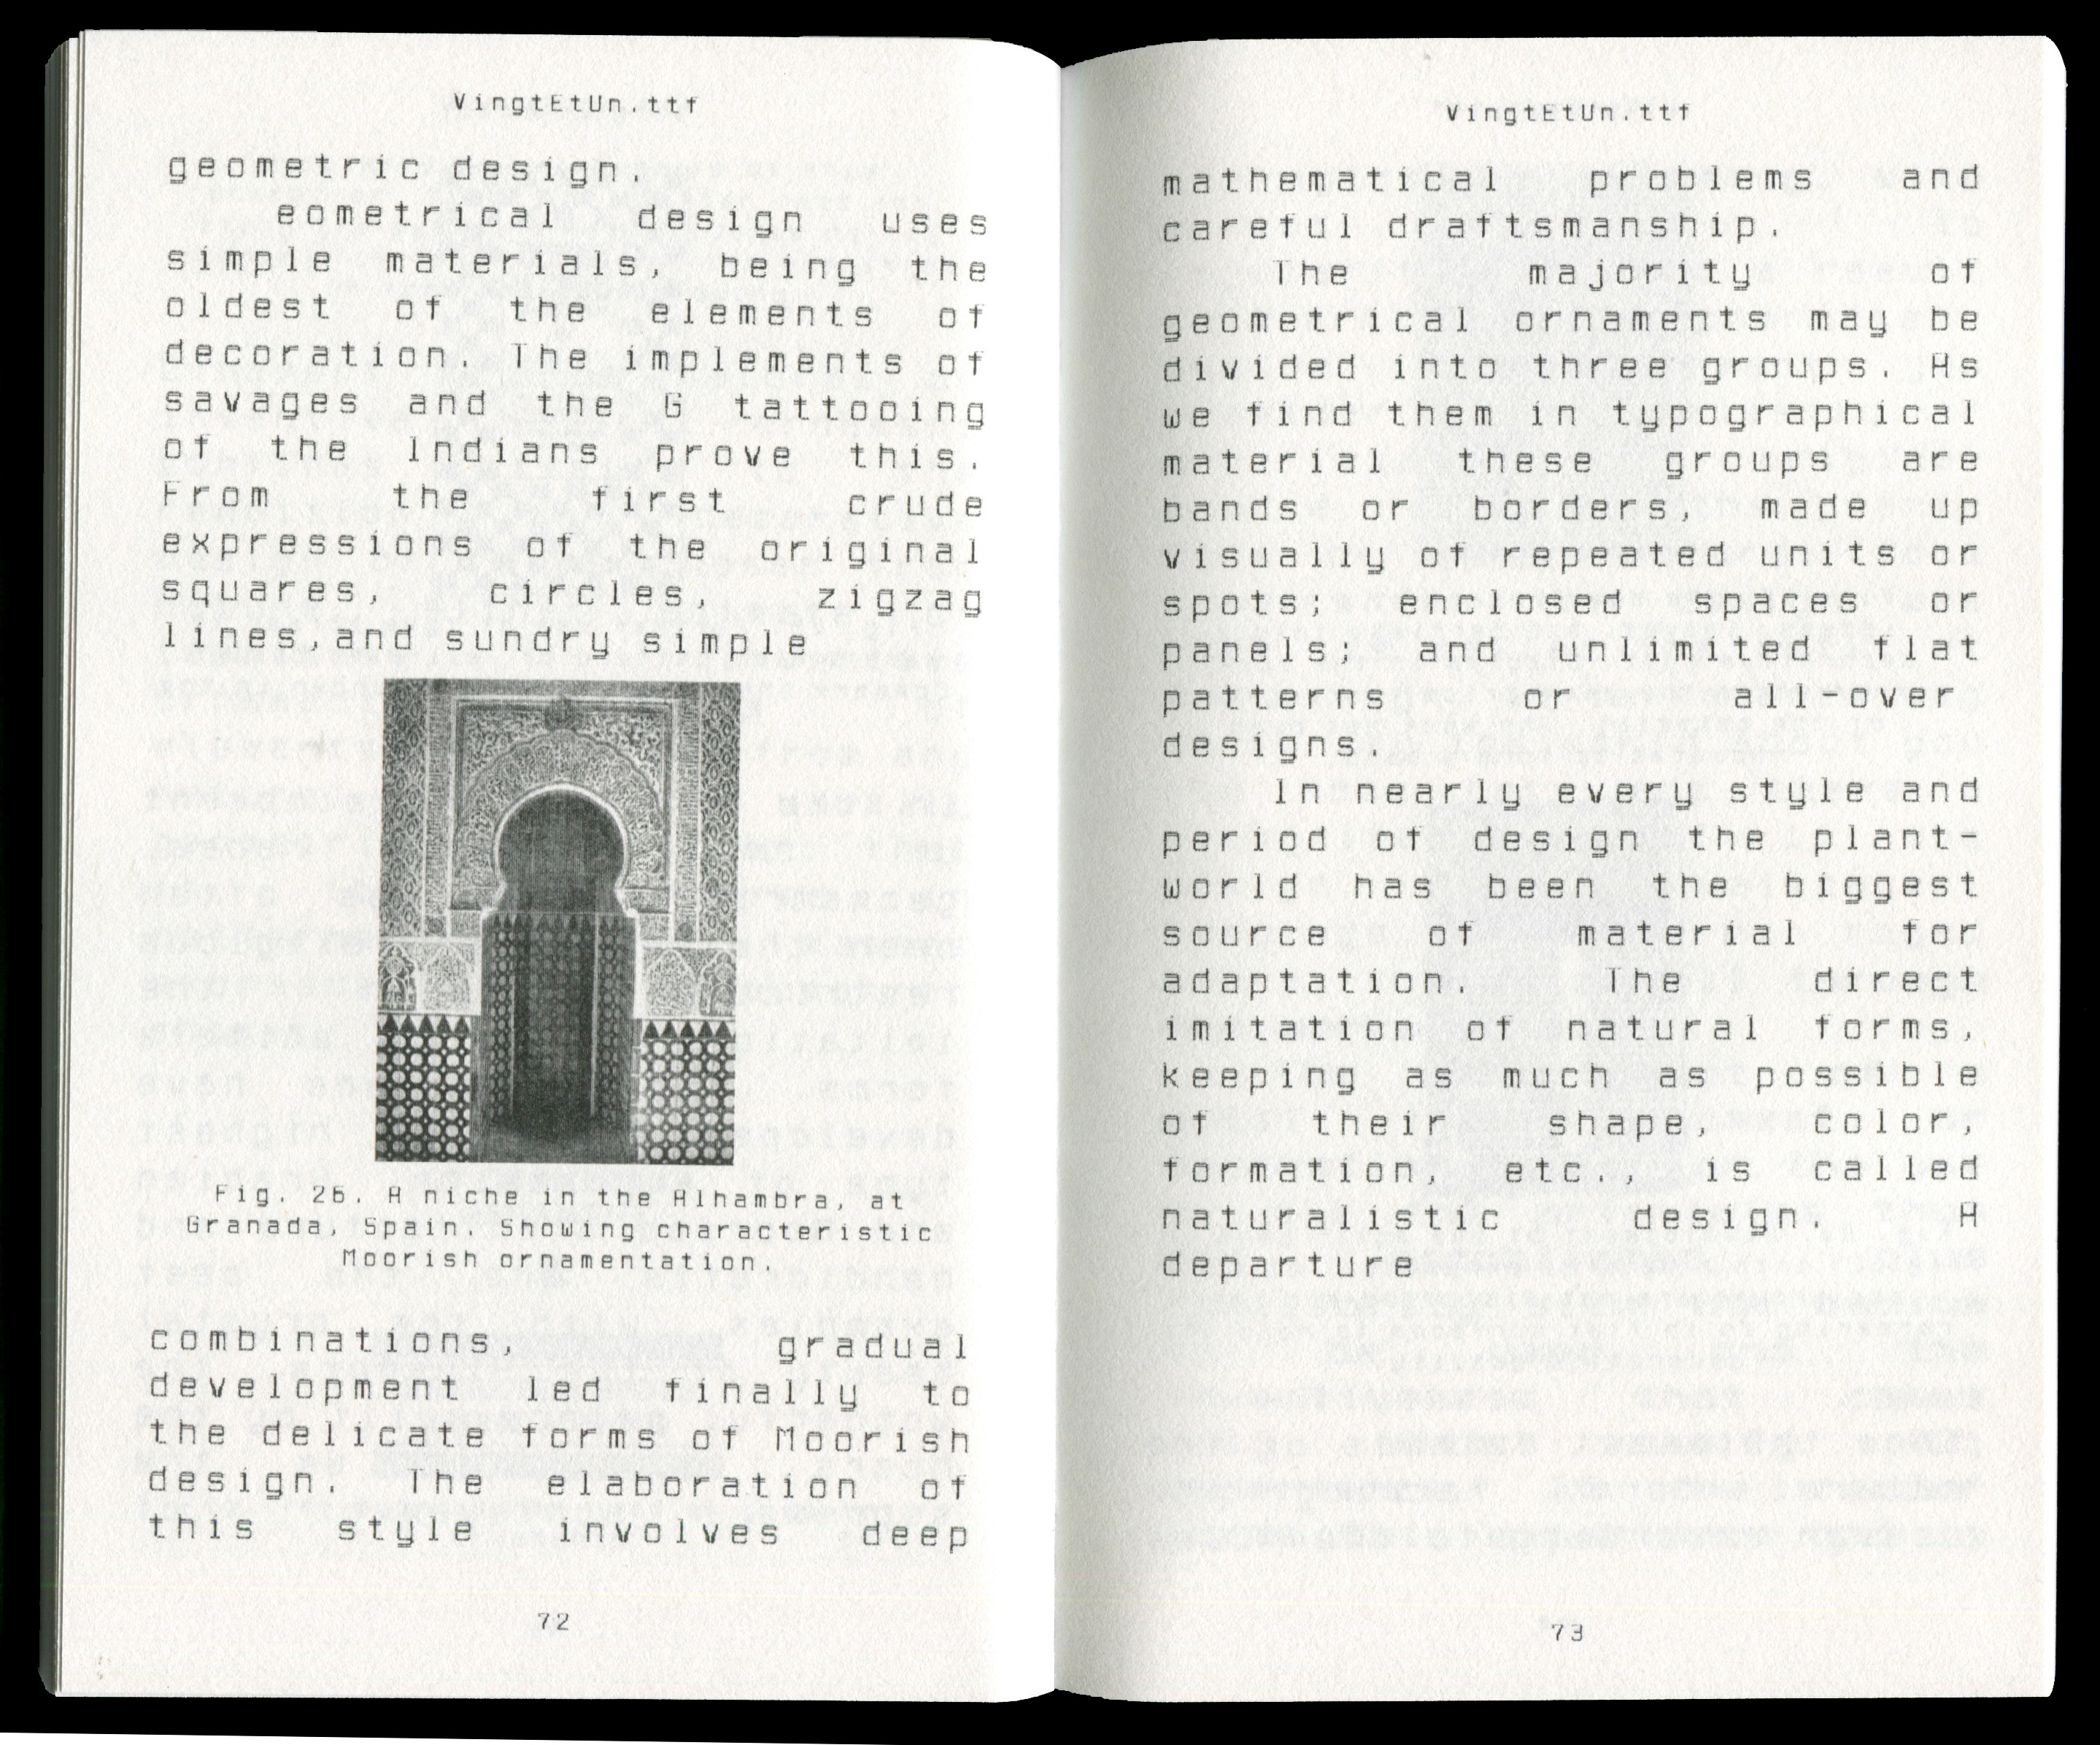 VingtEtUn.ttf
geometric design.
eometrical design uses
simple materials, being the
oldest of the elements of
decoration. The implements of
savages and the G tattooing
of the Indians prove this.
From the first crude
expressions of the original
squares, circles, zigzag
lines,and sundry simple
Fig. 26. A niche in the Alhambra, at
Granada, Spain. Showing characteristic
Moorish ornamentation.
combinations, gradual
development led finally to
the delicate forms of Moorish
design. The elaboration of
this style involves deep
72
VingtEtUn.ttf
mathematical problems and
careful draftsmanship.
The majority of
geometrical ornaments may be
divided into three groups. As
we find them in typographical
material these groups are
bands or borders, made up
visually of repeated units or
spots; enclosed spaces or
panels; and unlimited flat
patterns or all-over
designs.
In nearly every style and
period of design the plant-
world has been the biggest
source of material for
adaptation. The direct
imitation of natural forms,
keeping as much as possible
of their shape, color,
formation, etc., is called
naturalistic design. A
departure
73